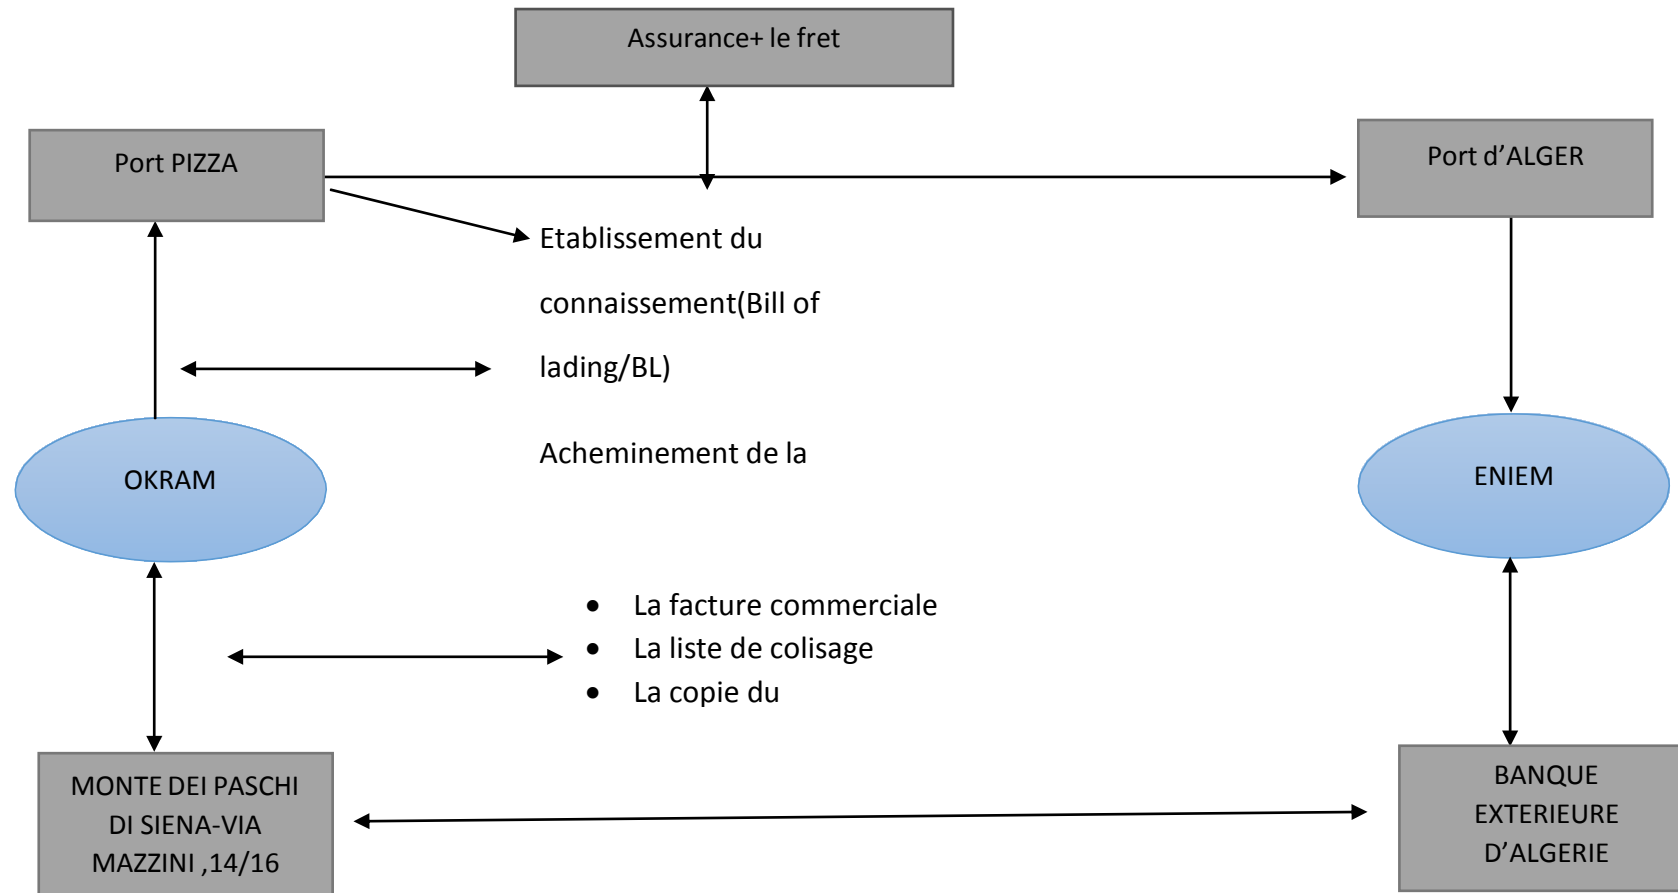 Assurance+ le fret
Port PIZZA
Port d’ALGER
Etablissement du
connaissement(Bill of
lading/BL)
Acheminement de la
OKRAM
ENIEM
• La facture commerciale
• La liste de colisage
• La copie du
MONTE DEI PASCHI
DI SIENA-VIA
MAZZINI ,14/16
BANQUE
EXTERIEURE
D’ALGERIE